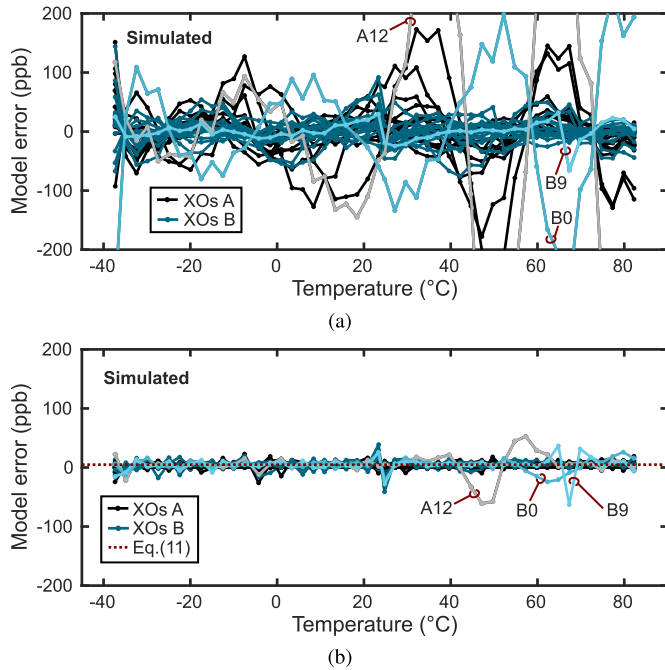 200
A12
Simulated
100
Model error (ppb)
0
-100
B9
XOs A
XOs B
B0
-200
-40 -20 0 20 40 60 80
Temperature (°C)
(a)
200
Simulated
100
Model error (ppb)
0
A12 B0 B9
XOs A
XOs B
-100
Eq.(11)
-200
-40 -20 0 20 40 60 80
Temperature (°C)
(b)